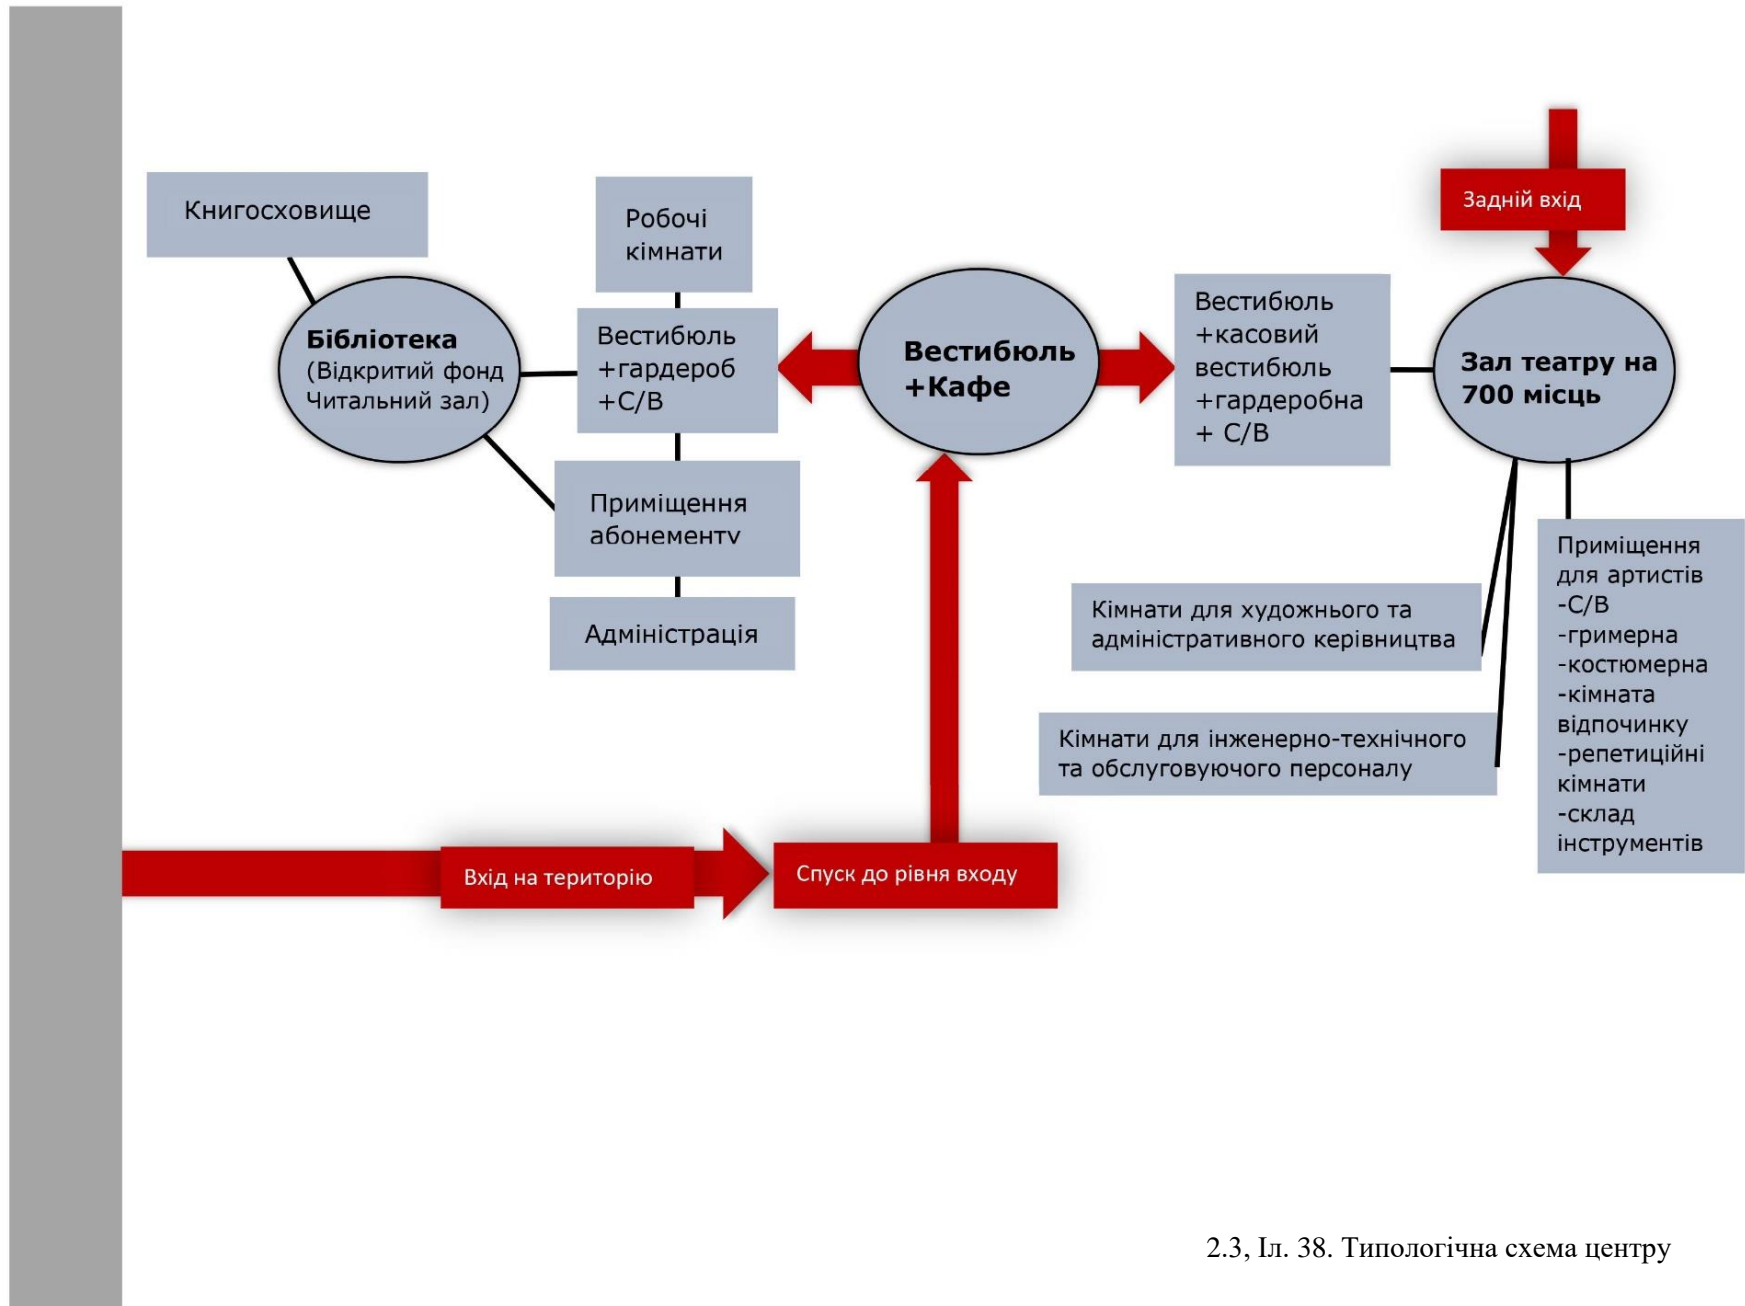 Задній вхід
Книгосховище
Робочі
кімнати
Бібліотека
(Відкритий фонд
Читальний зал)
Вестибюль
+гардероб
+С/В
Вестибюль
+Кафе
Вестибюль
+касовий
вестибюль
+гардеробна
+ С/В
Зал театру на
700 місць
Приміщення
абонементу
Адміністрація
Кімнати для художнього та
адміністративного керівництва
Кімнати для інженерно-технічного
та обслуговуючого персоналу
Приміщення
для артистів
-С/В
-гримерна
-костюмерна
-кімната
відпочинку
-репетиційні
кімнати
-склад
інструментів
Вхід на територію
Спуск до рівня входу
2.3, Іл. 38. Типологічна схема центру